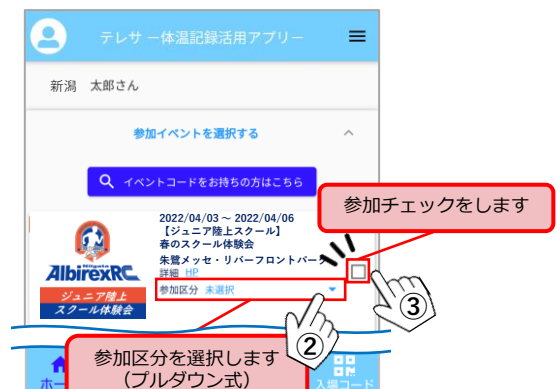 テレサ ー体温記録活用アプリー
新潟 太郎さん
参加イベントを選択する
イベントコードをお持ちの方はこちら
2022/04/03 ~ 2022/04/06
【ジュニア陸上スクール】
春のスクール体験会
朱鷺メッセ・リバーフロントパーク
詳細 HP
参加区分 未選択
Niigata
AlbirexRC
ジュニア陸上
スクール体験会
参加チェックをします
③
②
参加区分を選択します
(プルダウン式)
ホー
入場コード